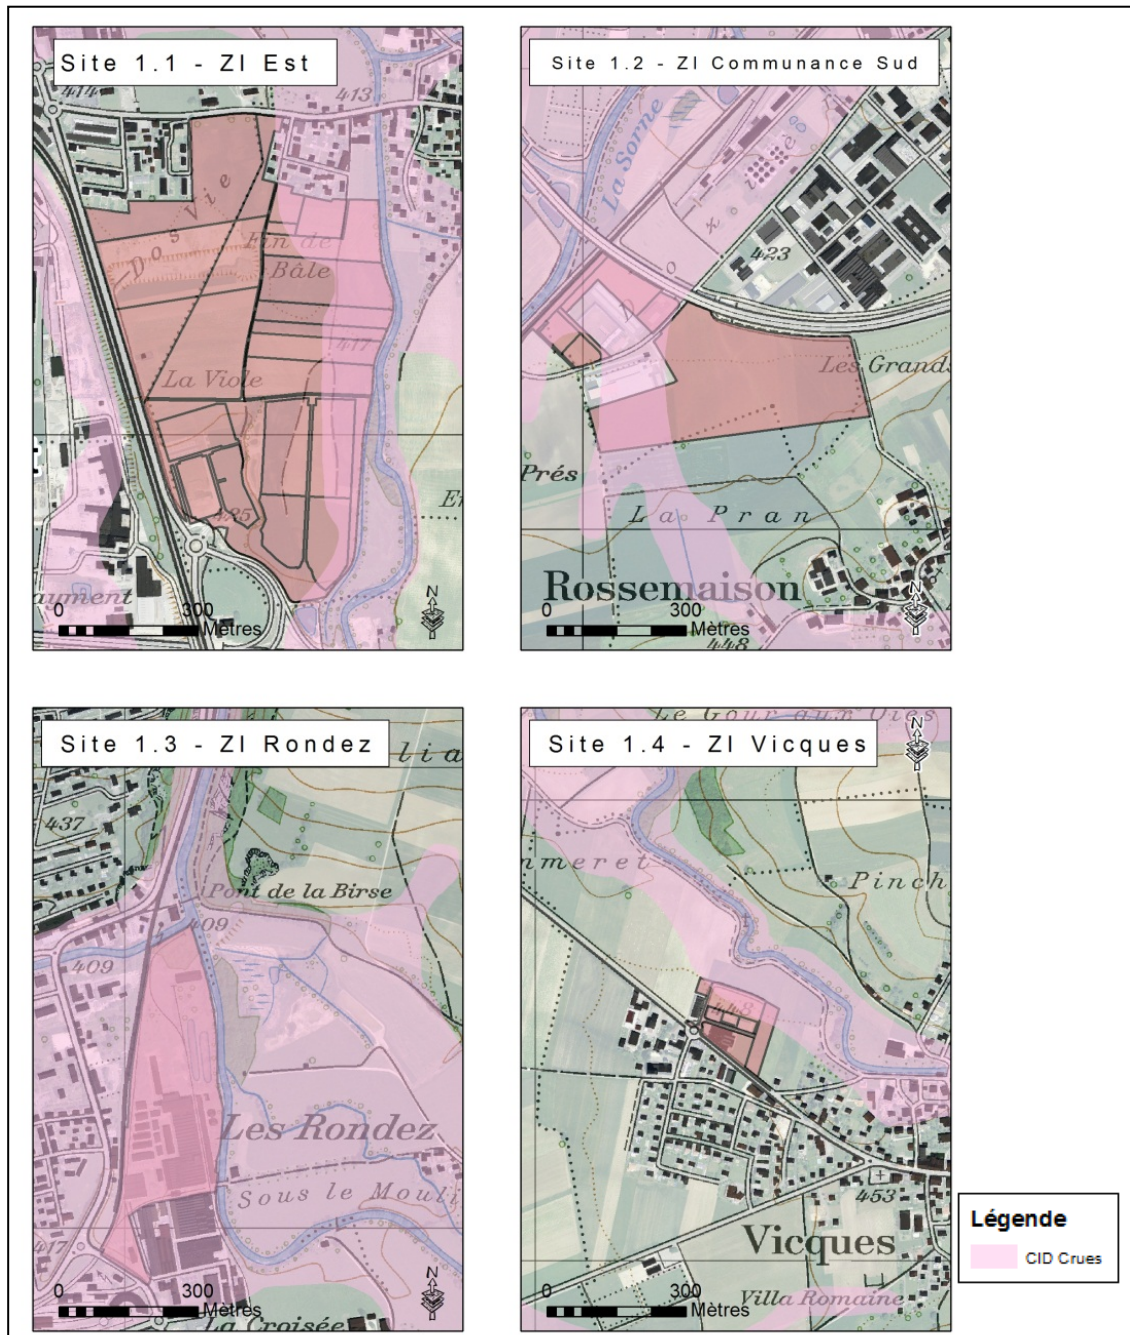 Site 1.1 - ZI Est
414
413
Dos Vie
Fin de
Bâle
417
La Viole
425
aument
0 300
Mètres
N
Site 1.2 - ZI Communance Sud
La Sorne
423
Les Grands
Prés
La Pran
Rossemaison
0 300
Mètres
448
N
Site 1.3 - ZI Rondez
lia
437
Pont de la Birse
409
409
Les Rondez
Sous le Mouli
417
0 300
Mètres
La Croisée
N
Site 1.4 - ZI Vicques
Le Gour aux Oies
N
mmeret
Pinch
448
453
Vicques
0 300
Mètres
Villa Romaine
Légende
CID Crues